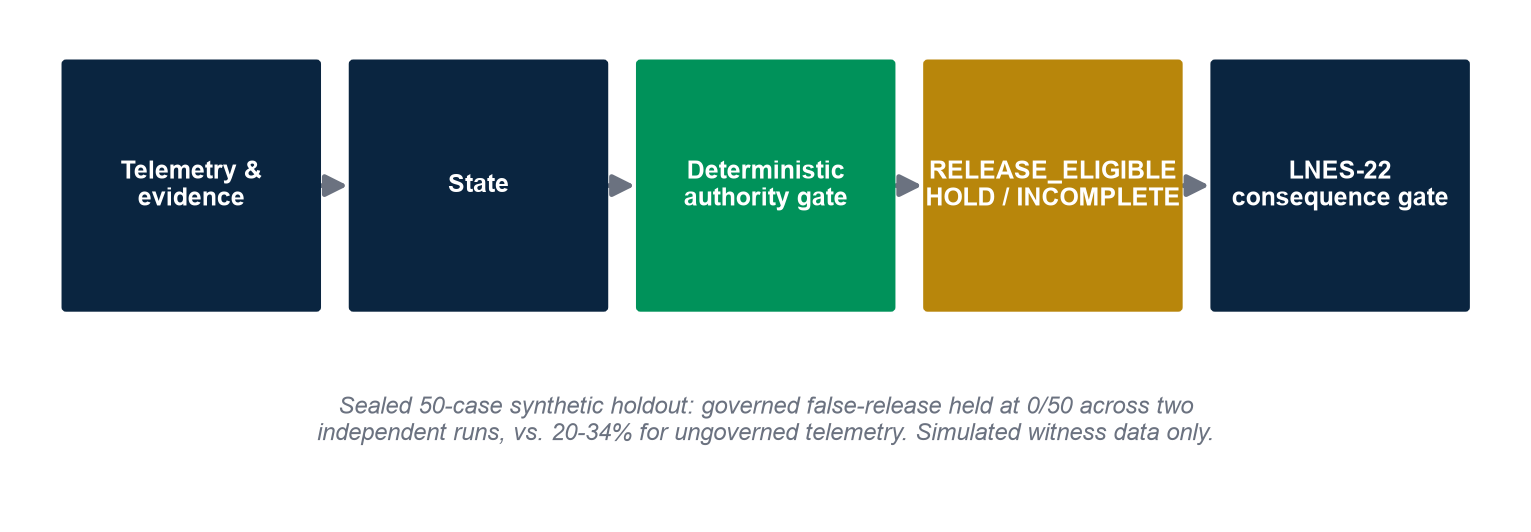 Telemetry &
evidence
State
Deterministic
authority gate
RELEASE_ELIGIBLE
HOLD / INCOMPLETE
LNES-22
consequence gate
Sealed 50-case synthetic holdout: governed false-release held at 0/50 across two
independent runs, vs. 20-34% for ungoverned telemetry. Simulated witness data only.